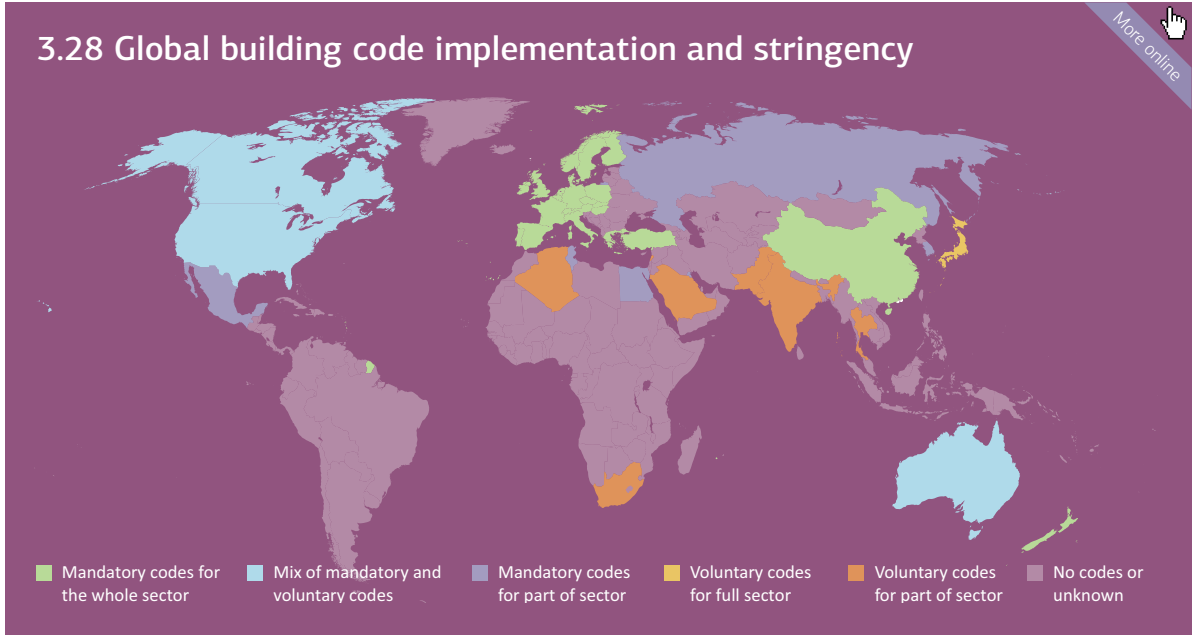 More online
3.28 Global building code implementation and stringency
Mandatory codes for
the whole sector
Mix of mandatory and
voluntary codes
Mandatory codes
for part of sector
Voluntary codes
for full sector
Voluntary codes
for part of sector
No codes or
unknown